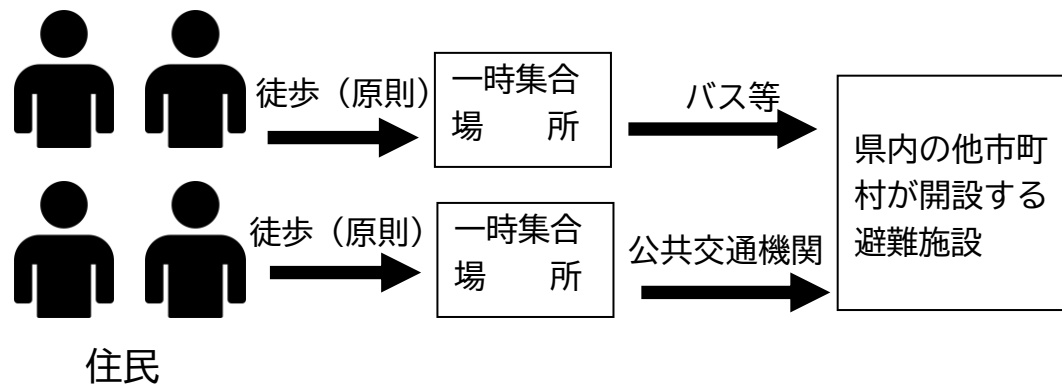 徒歩（原則）
一時集合
場　　所
バス等
県内の他市町
村が開設する
避難施設
徒歩（原則）
一時集合
場　　所
公共交通機関
住民